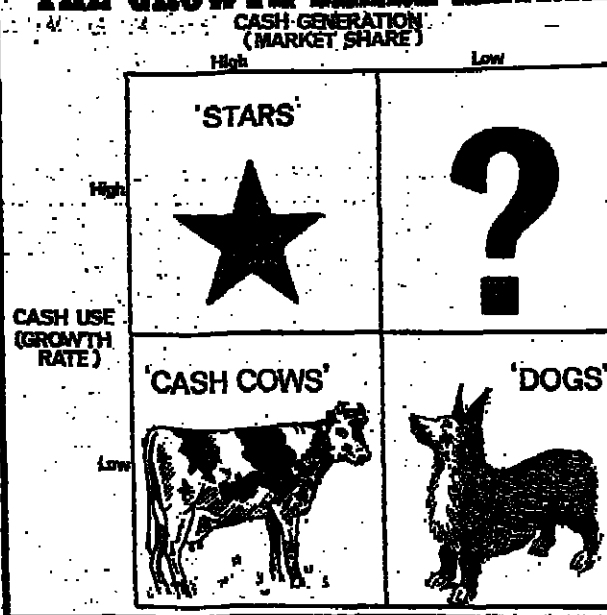 CASH GENERATION
(MARKET SHARE)
High
Low
'STARS'
High
?
CASH USE
(GROWTH
RATE)
'CASH COWS'
'DOGS'
Low